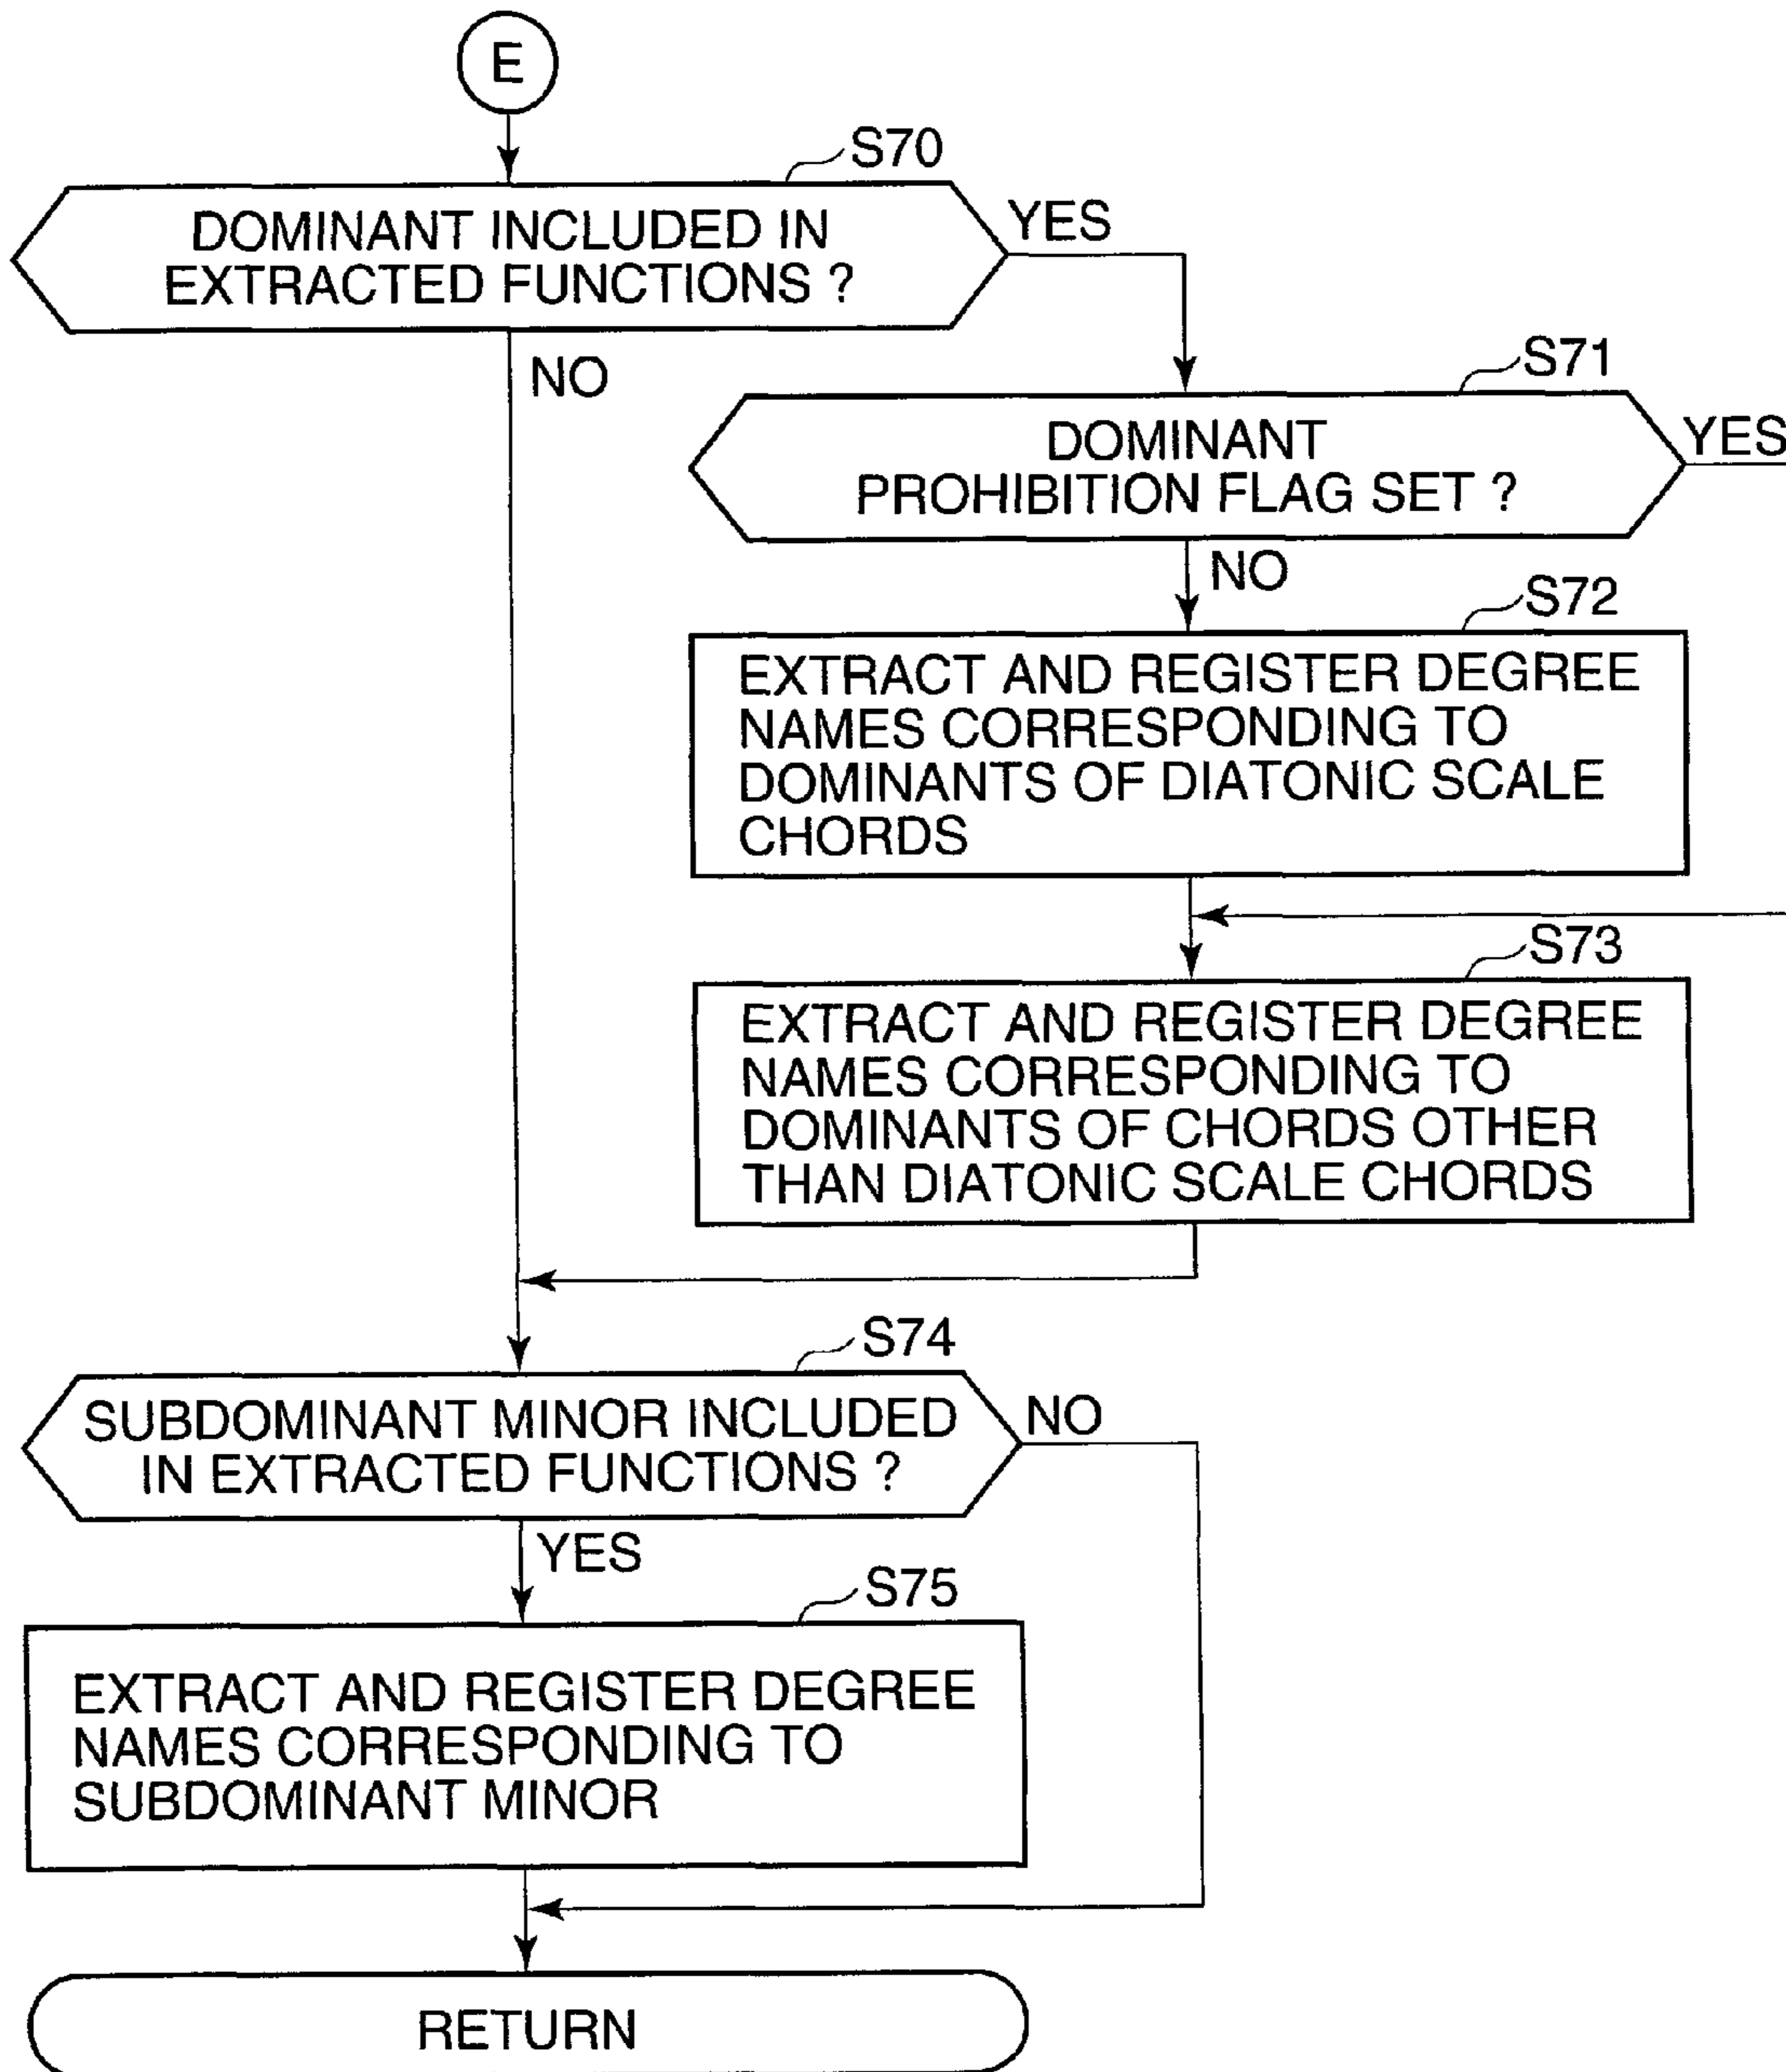 E
S70
DOMINANT INCLUDED IN
EXTRACTED FUNCTIONS ?
YES
NO
S71
DOMINANT
PROHIBITION FLAG SET ?
YES
NO
S72
EXTRACT AND REGISTER DEGREE
NAMES CORRESPONDING TO
DOMINANTS OF DIATONIC SCALE
CHORDS
S73
EXTRACT AND REGISTER DEGREE
NAMES CORRESPONDING TO
DOMINANTS OF CHORDS OTHER
THAN DIATONIC SCALE CHORDS
S74
SUBDOMINANT MINOR INCLUDED
IN EXTRACTED FUNCTIONS ?
NO
YES
S75
EXTRACT AND REGISTER DEGREE
NAMES CORRESPONDING TO
SUBDOMINANT MINOR
RETURN